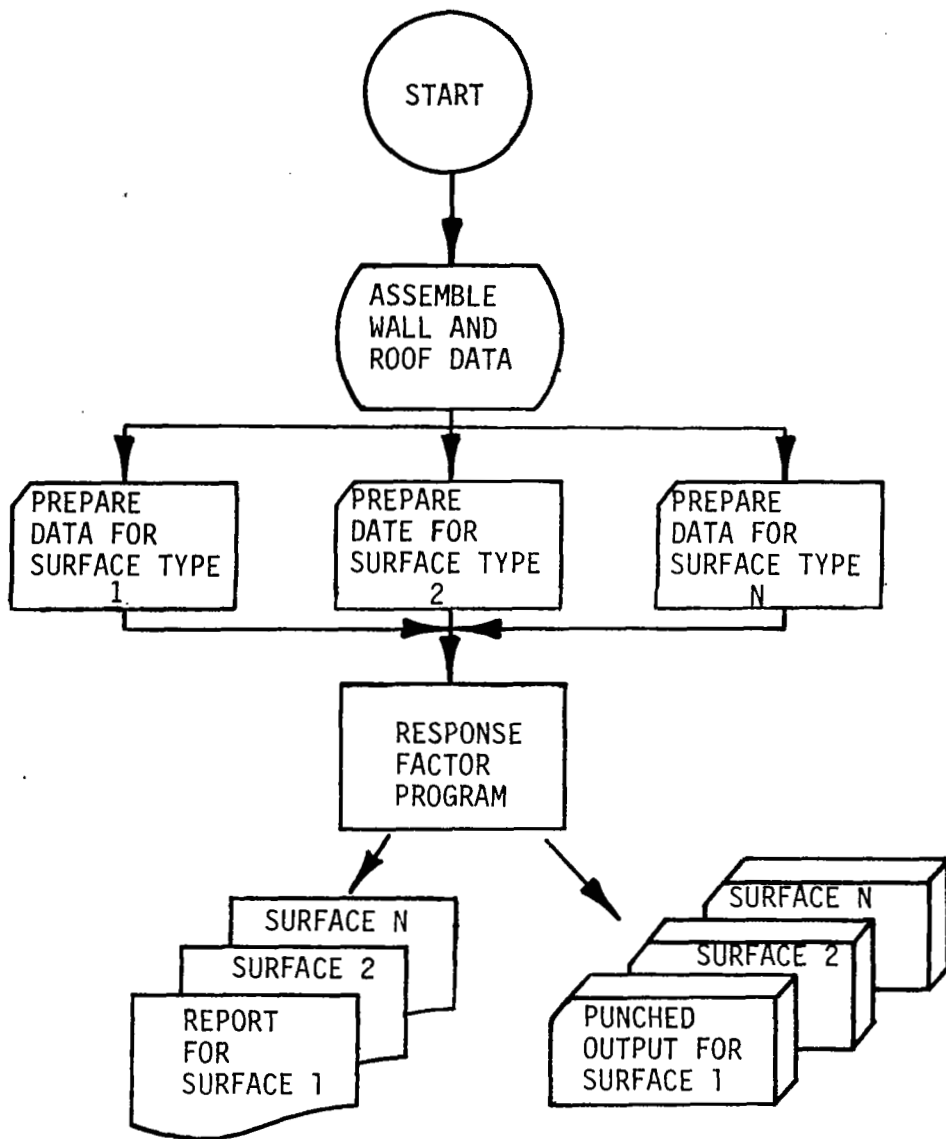 START
ASSEMBLE
WALL AND
ROOF DATA
PREPARE
DATA FOR
SURFACE TYPE
1
PREPARE
DATE FOR
SURFACE TYPE
2
PREPARE
DATA FOR
SURFACE TYPE
N
RESPONSE
FACTOR
PROGRAM
SURFACE N
SURFACE 2
REPORT
FOR
SURFACE 1
SURFACE N
SURFACE 2
PUNCHED
OUTPUT FOR
SURFACE 1